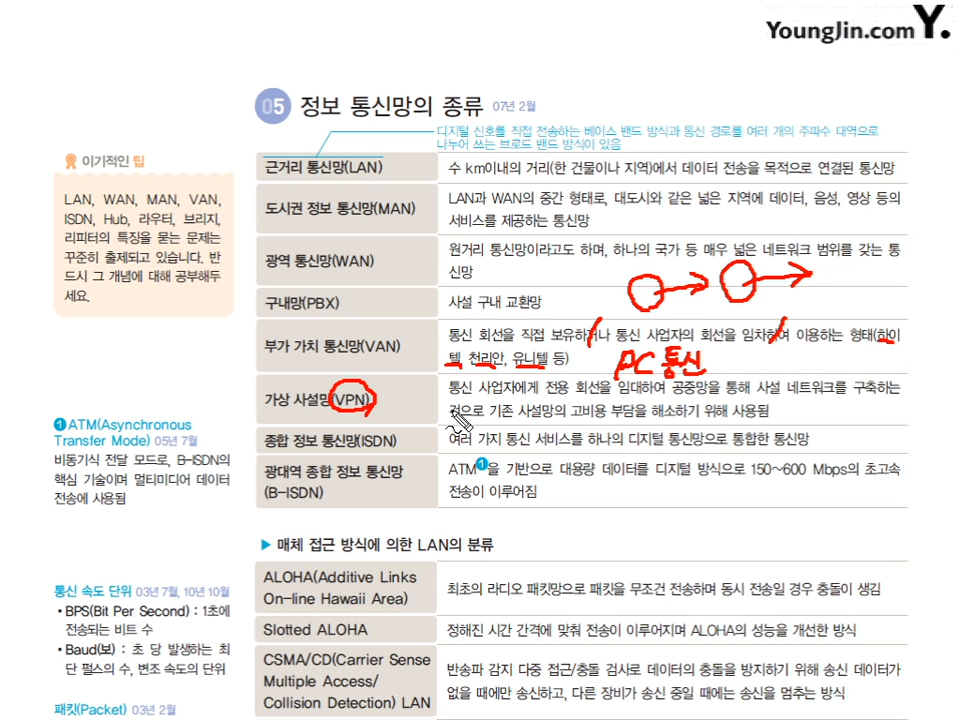 YoungJin.com Y.
05 정보 통신망의 종류 07년 2월
디지털 신호를 직접 전송하는 베이스 밴드 방식과 통신 경로를 여러 개의 주파수 대역으로
나누어 쓰는 브로드 밴드 방식이 있음
이기적인 팁
LAN, WAN, MAN, VAN,
ISDN, Hub, 라우터, 브리지,
리피터의 특징을 묻는 문제는
꾸준히 출제되고 있습니다. 반
드시 그 개념에 대해 공부해두
세요.
근거리 통신망(LAN)
수 km이내의 거리(한 건물이나 지역)에서 데이터 전송을 목적으로 연결된 통신망
도시권 정보 통신망(MAN)
LAN과 WAN의 중간 형태로, 대도시와 같은 넓은 지역에 데이터, 음성, 영상 등의
서비스를 제공하는 통신망
광역 통신망(WAN)
원거리 통신망이라고도 하며, 하나의 국가 등 매우 넓은 네트워크 범위를 갖는 통
신망
구내망(PBX)
사설 구내 교환망
부가 가치 통신망(VAN)
통신 회선을 직접 보유하거나 통신 사업자의 회선을 임차하여 이용하는 형태(하이
텔, 천리안, 유니텔 등)
PC 통신
가상 사설망(VPN)
통신 사업자에게 전용 회선을 임대하여 공중망을 통해 사설 네트워크를 구축하는
것으로 기존 사설망의 고비용 부담을 해소하기 위해 사용됨
종합 정보 통신망(ISDN)
여러 가지 통신 서비스를 하나의 디지털 통신망으로 통합한 통신망
광대역 종합 정보 통신망
(B-ISDN)
ATM1을 기반으로 대용량 데이터를 디지털 방식으로 150~600 Mbps의 초고속
전송이 이루어짐
1 ATM(Asynchronous
Transfer Mode) 05년 7월
비동기식 전달 모드로, B-ISDN의
핵심 기술이며 멀티미디어 데이터
전송에 사용됨
▶ 매체 접근 방식에 의한 LAN의 분류
ALOHA(Additive Links
On-line Hawaii Area)
최초의 라디오 패킷망으로 패킷을 무조건 전송하며 동시 전송일 경우 충돌이 생김
Slotted ALOHA
정해진 시간 간격에 맞춰 전송이 이루어지며 ALOHA의 성능을 개선한 방식
CSMA/CD(Carrier Sense
Multiple Access/
Collision Detection) LAN
반송파 감지 다중 접근/충돌 검사로 데이터의 충돌을 방지하기 위해 송신 데이터가
없을 때에만 송신하고, 다른 장비가 송신 중일 때에는 송신을 멈추는 방식
통신 속도 단위 03년 7월, 10년 10월
• BPS(Bit Per Second) : 1초에
전송되는 비트 수
• Baud(보) : 초 당 발생하는 최
단 펄스의 수, 변조 속도의 단위
패킷(Packet) 03년 2월